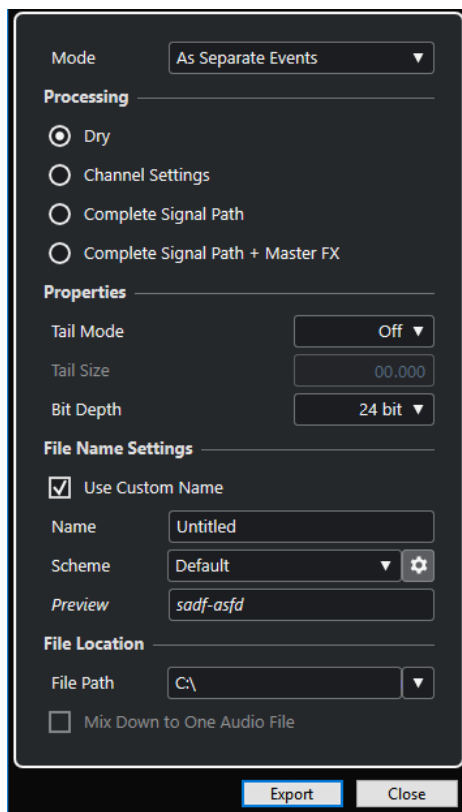 Mode As Separate Events
Processing
Dry
Channel Settings
Complete Signal Path
Complete Signal Path + Master FX
Properties
Tail Mode Off
Tail Size 00.000
Bit Depth 24 bit
File Name Settings
Use Custom Name
Name Untitled
Scheme Default
Preview sadf-asfd
File Location
File Path C:\
Mix Down to One Audio File
Export Close